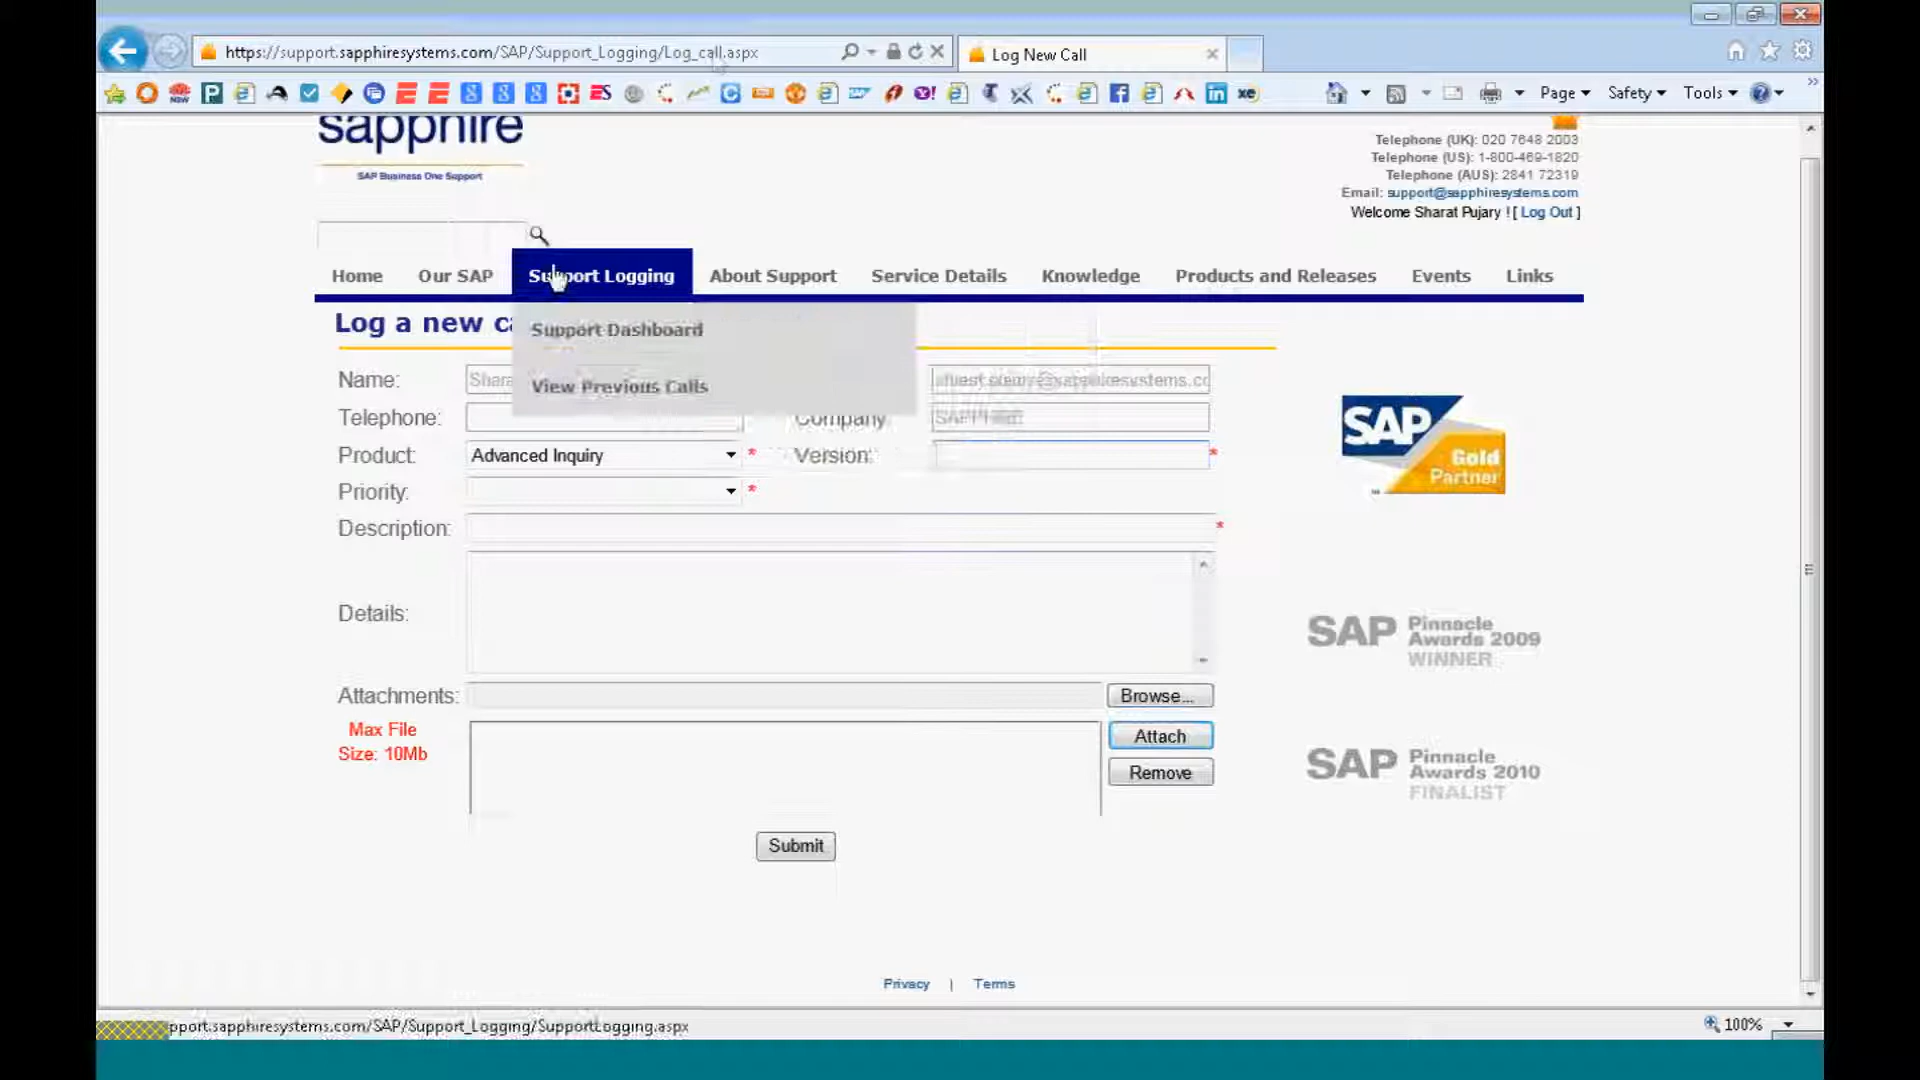 https://support.sapphiresystems.com/SAP/Support_Logging/Log_call.aspx
Log New Call
Page
Safety
Tools
sapphire
SAP Business One Support
Telephone (UK): 020 7648 2003
Telephone (US): 1-800-469-1820
Telephone (AUS): 2841 72319
Email: support@sapphiresystems.com
Welcome Sharat Pujary ! [ Log Out ]
Home
Our SAP
Support Logging
About Support
Service Details
Knowledge
Products and Releases
Events
Links
Log a new c
Support Dashboard
View Previous Calls
Name:
Shara
Telephone:
Company
Product:
Advanced Inquiry
*
Version:
*
Priority:
*
Description:
*
Details:
Attachments:
Browse...
Max File
Size: 10Mb
Attach
Remove
Submit
SAP
Gold
Partner
SAP Pinnacle
Awards 2009
WINNER
SAP Pinnacle
Awards 2010
FINALIST
Privacy | Terms
pport.sapphiresystems.com/SAP/Support_Logging/SupportLogging.aspx
100%